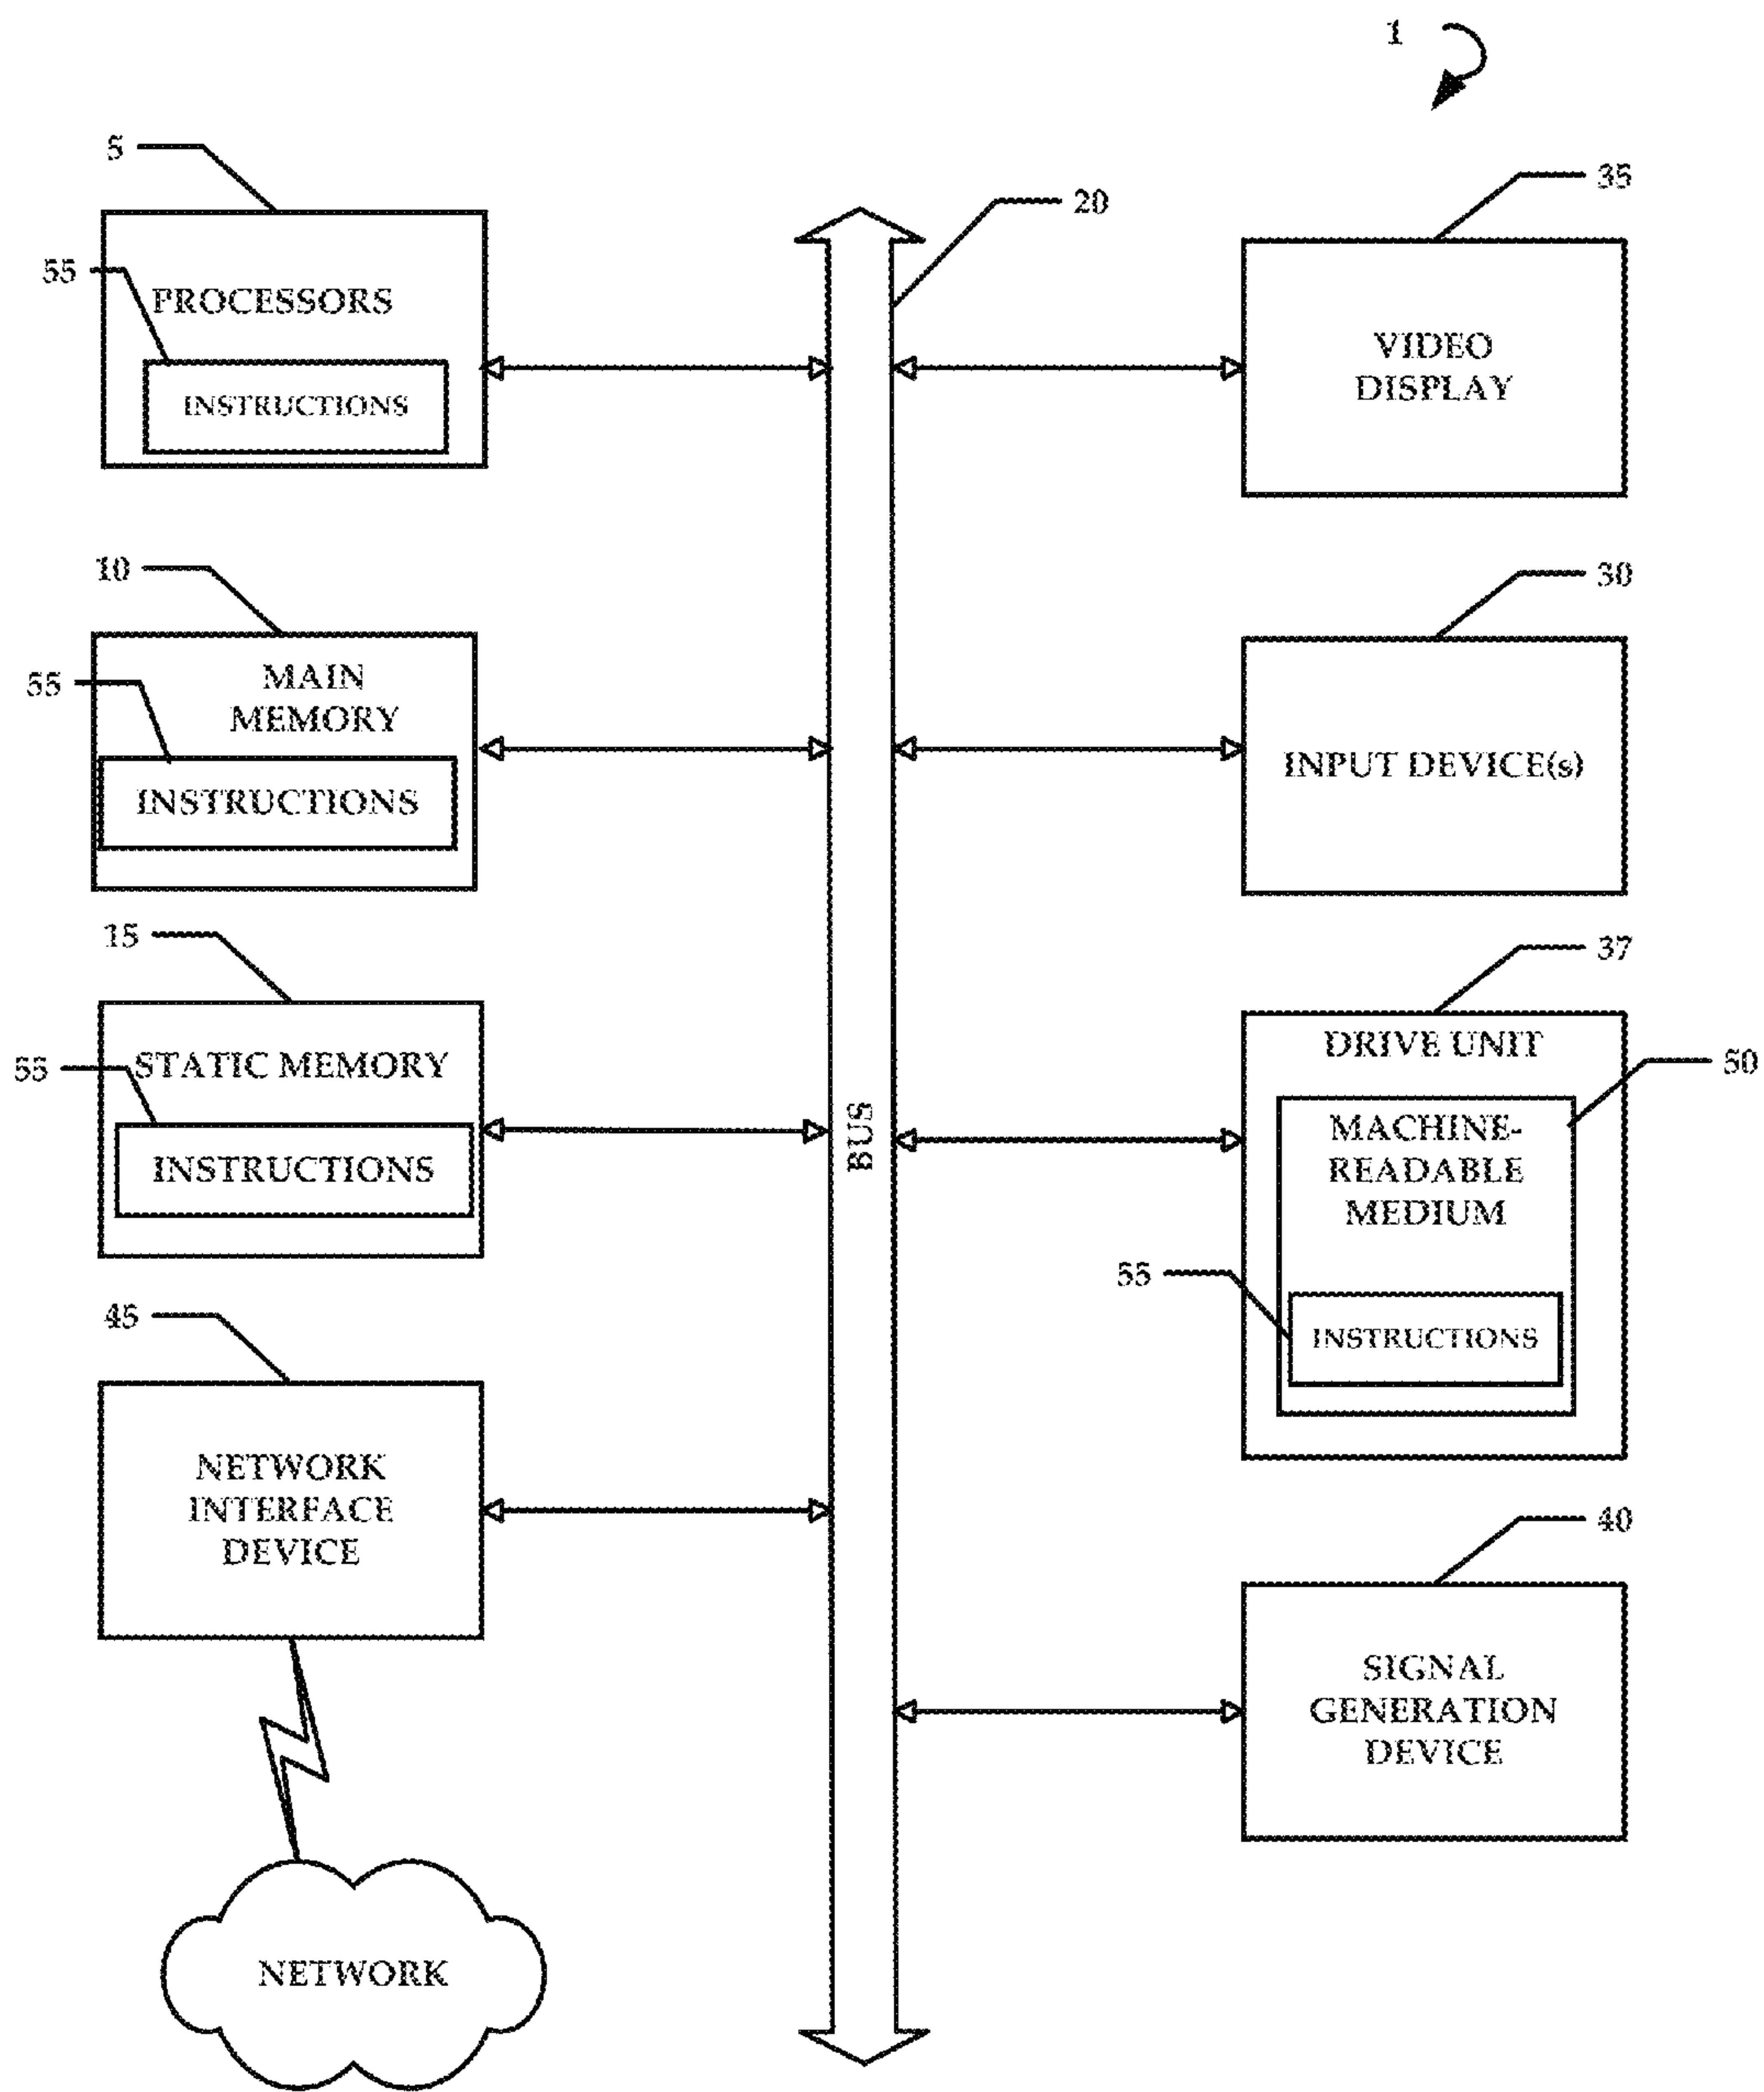 1
5
55
PROCESSORS
INSTRUCTIONS
10
55
MAIN
MEMORY
INSTRUCTIONS
15
55
STATIC MEMORY
INSTRUCTIONS
45
NETWORK
INTERFACE
DEVICE
NETWORK
20
BUS
35
VIDEO
DISPLAY
30
INPUT DEVICE(s)
37
DRIVE UNIT
50
MACHINE-
READABLE
MEDIUM
55
INSTRUCTIONS
40
SIGNAL
GENERATION
DEVICE